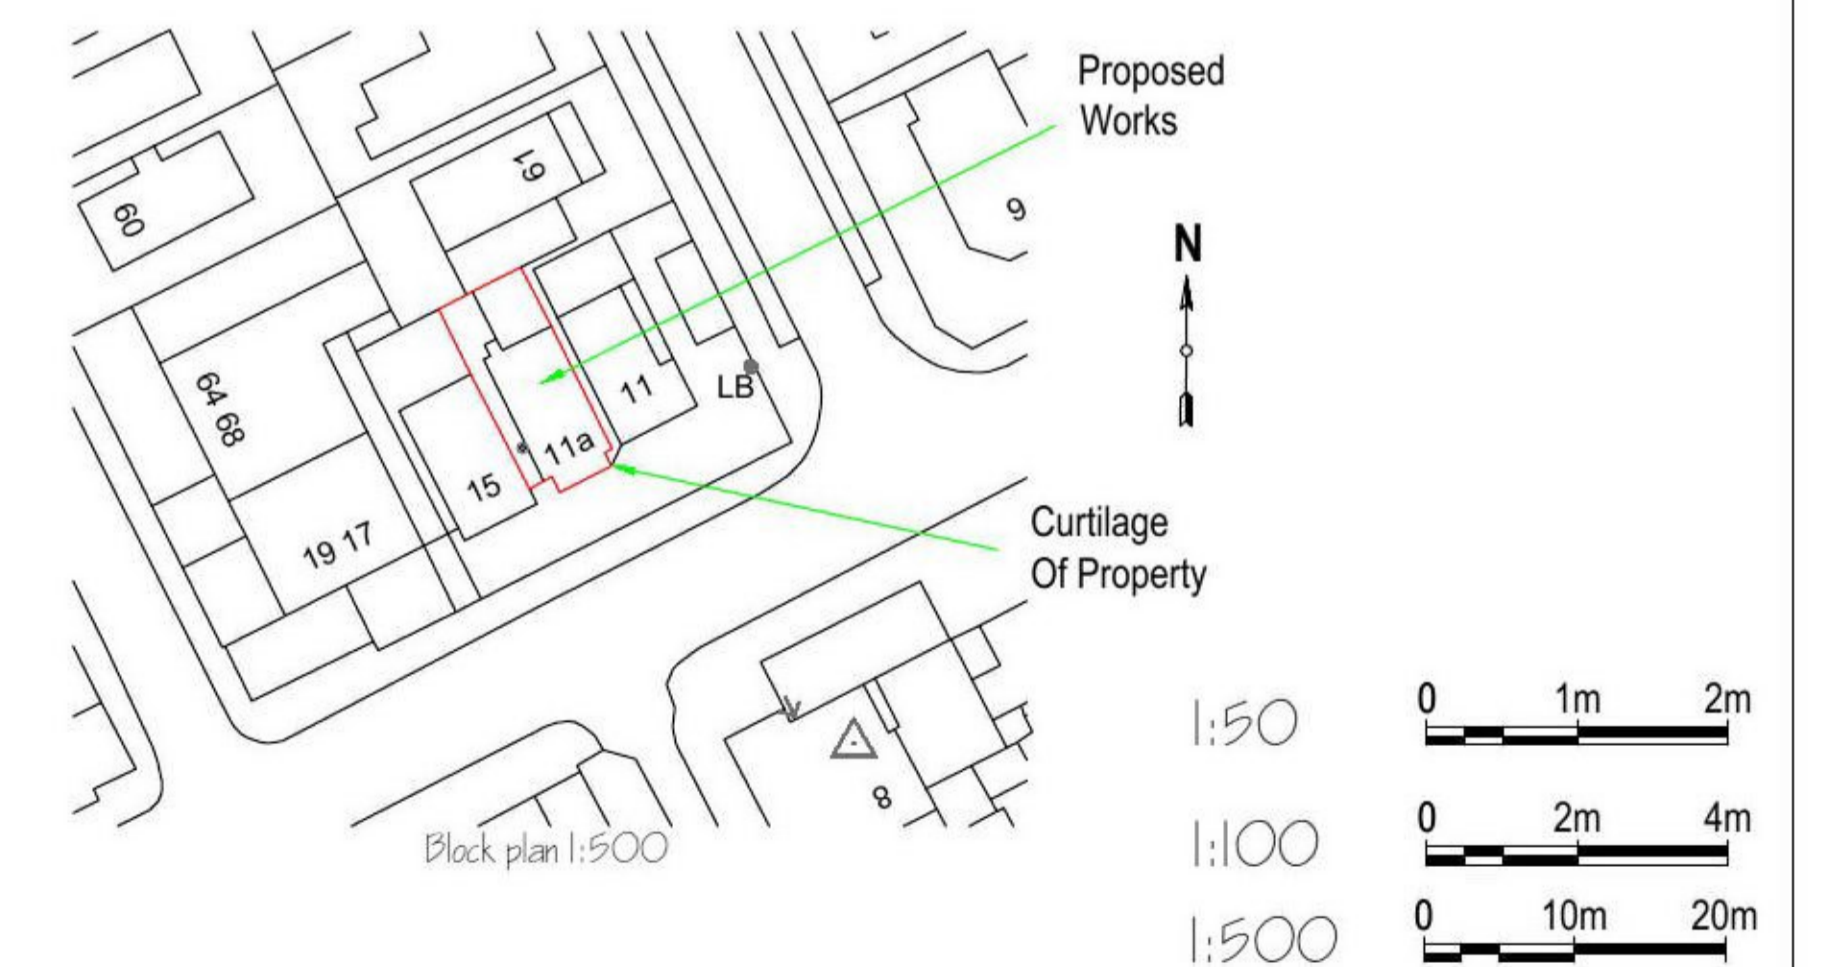 Proposed
Works
61
60
9
N
11
LB
64 68
11a
15
19 17
Curtilage
Of Property
8
Block plan 1:500
1:50
0 1m 2m
1:100
0 2m 4m
1:500
0 10m 20m